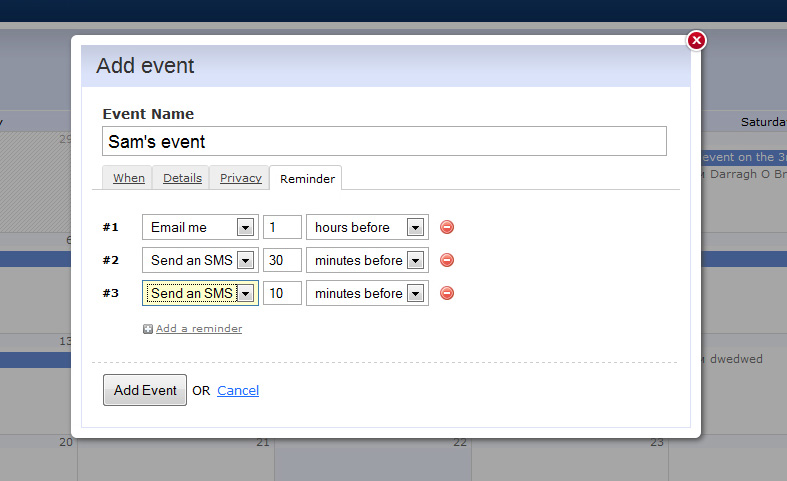 Add event
Event Name
Sam's event
When Details Privacy Reminder
#1 Email me 1 hours before
#2 Send an SMS 30 minutes before
#3 Send an SMS 10 minutes before
Add a reminder
Add Event OR Cancel
y
Saturda
29
event on the 3r
Darragh O Br
6
13
dwedwed
20 21 22 23